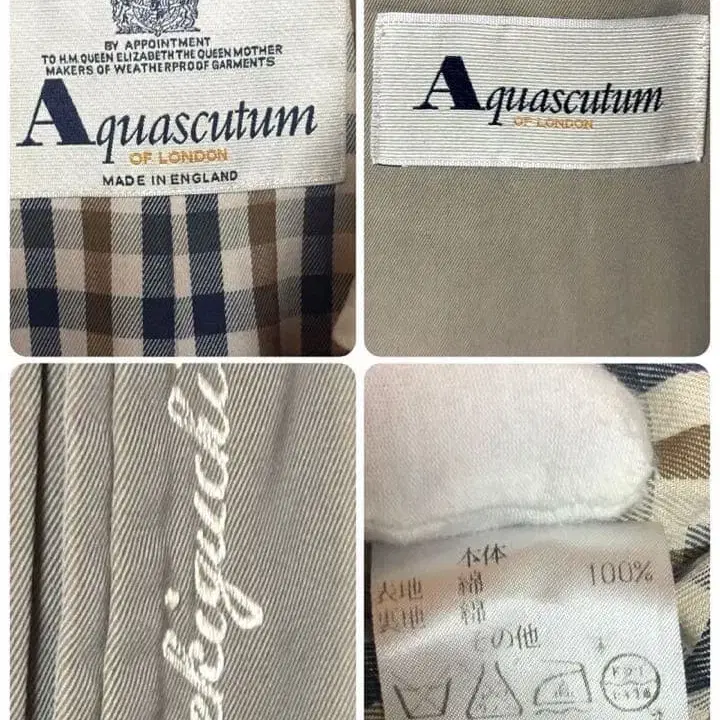 BY APPOINTMENT
TO H.M. QUEEN ELIZABETH THE QUEEN MOTHER
MAKERS OF WEATHERPROOF GARMENTS
Aquascutum
OF LONDON
MADE IN ENGLAND
Aquascutum
OF LONDON
ekiguchi
本体
表地 綿 100%
裏地 綿
その他